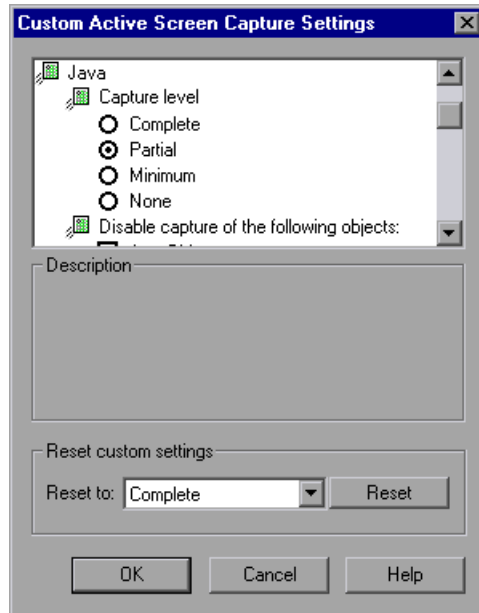 Custom Active Screen Capture Settings
Java
Capture level
Complete
Partial
Minimum
None
Disable capture of the following objects:
Description
Reset custom settings
Reset to: Complete Reset
OK Cancel Help